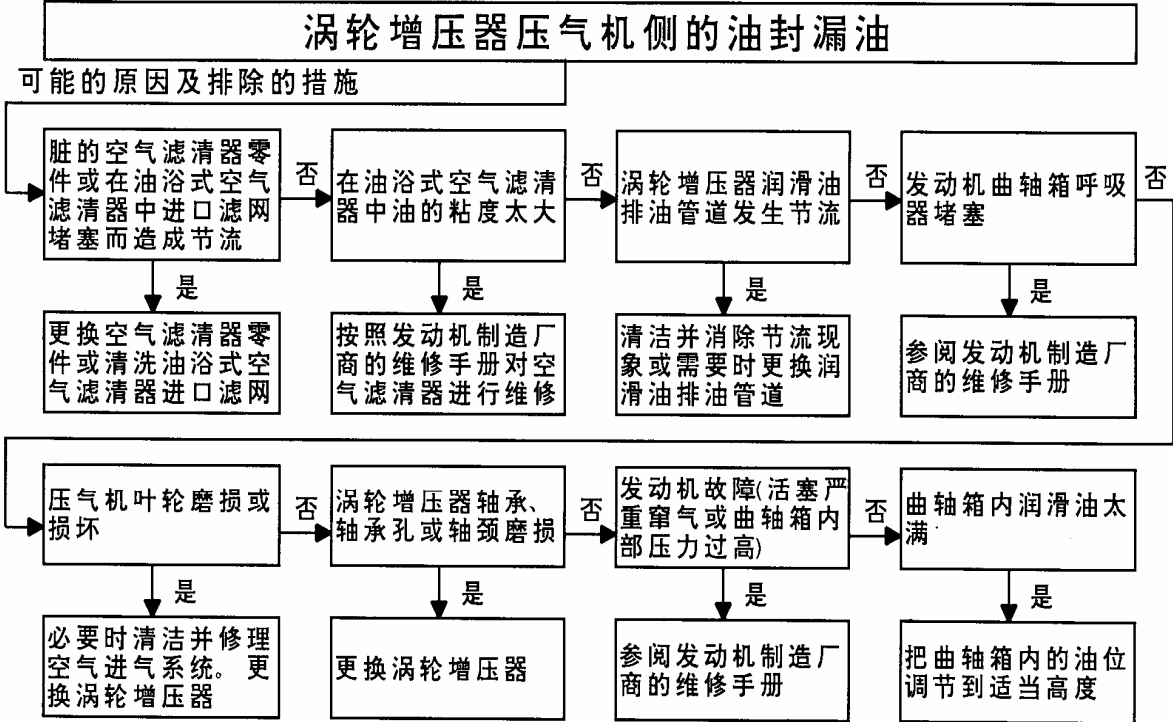 涡轮增压器压气机侧的油封漏油
可能的原因及排除的措施
脏的空气滤清器零
件或在油浴式空气
滤清器中进口滤网
堵塞而造成节流
否
在油浴式空气滤清
器中油的粘度太大
否
涡轮增压器润滑油
排油管道发生节流
否
发动机曲轴箱呼吸
器堵塞
否
是
是
是
是
更换空气滤清器零
件或清洗油浴式空
气滤清器进口滤网
按照发动机制造厂
商的维修手册对空
气滤清器进行维修
清洁并消除节流现
象或需要时更换润
滑油排油管道
参阅发动机制造厂
商的维修手册
压气机叶轮磨损或
损坏
否
涡轮增压器轴承、
轴承孔或轴颈磨损
否
发动机故障(活塞严
重窜气或曲轴箱内
部压力过高)
否
曲轴箱内润滑油太
满
是
是
是
是
必要时清洁并修理
空气进气系统。更
换涡轮增压器
更换涡轮增压器
参阅发动机制造厂
商的维修手册
把曲轴箱内的油位
调节到适当高度